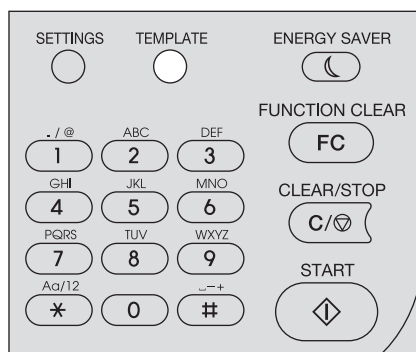 SETTINGS TEMPLATE ENERGY SAVER
FUNCTION CLEAR
. / @ ABC DEF
1 2 3 FC
GHI JKL MNO
4 5 6
CLEAR/STOP
C/
PQRS TUV WXYZ
7 8 9
START
Aa/12 ⎵−+
* 0 #